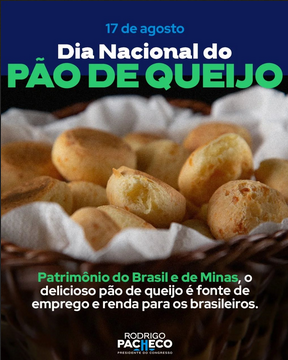 17 de agosto
Dia Nacional do
PÃO DE QUEIJO
Patrimônio do Brasil e de Minas, o
delicioso pão de queijo é fonte de
emprego e renda para os brasileiros.
RODRIGO
PACHECO
PRESIDENTE DO CONGRESSO